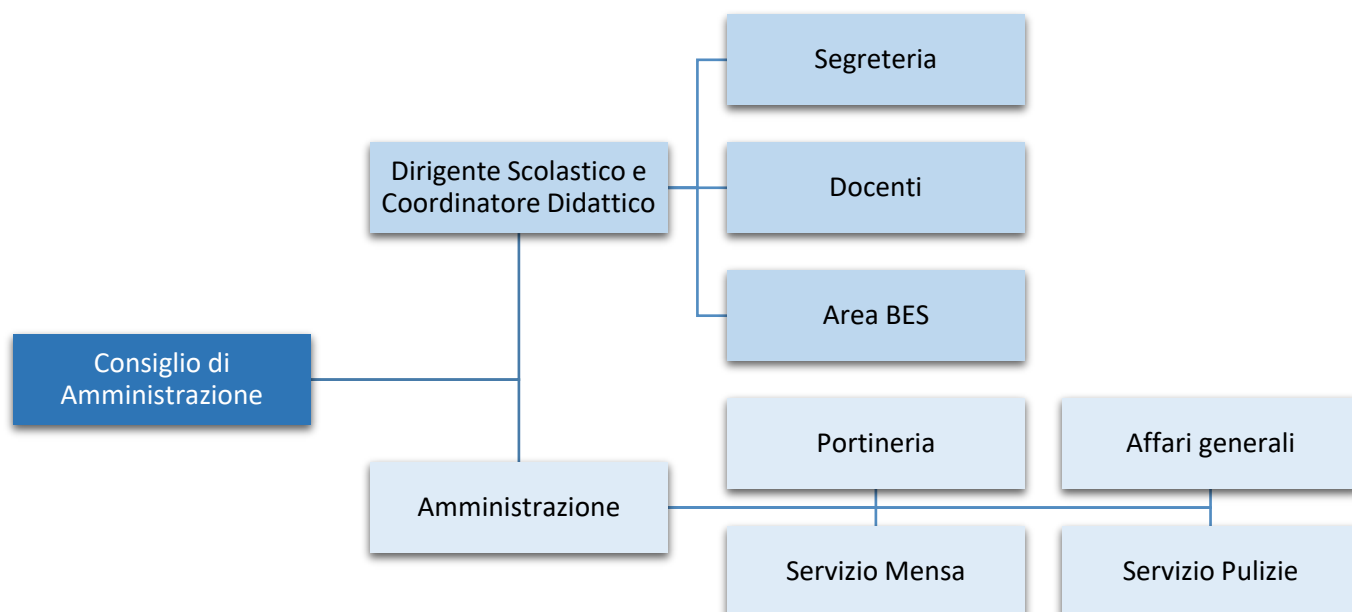 Segreteria
Dirigente Scolastico e
Coordinatore Didattico
Docenti
Area BES
Consiglio di
Amministrazione
Portineria
Affari generali
Amministrazione
Servizio Mensa
Servizio Pulizie